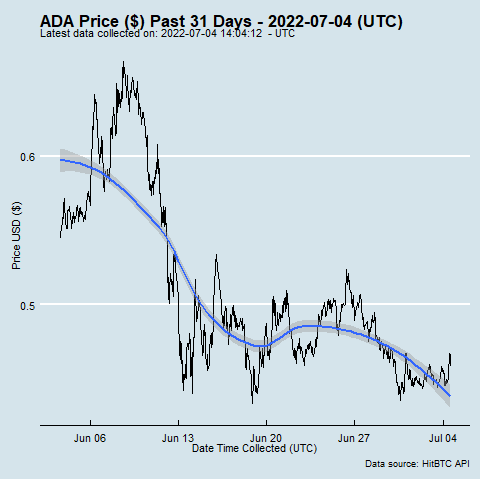 ADA Price ($) Past 31 Days - 2022-07-04 (UTC)
Latest data collected on: 2022-07-04 14:04:12 - UTC
0.6
Price USD ($)
0.5
Jun 06 Jun 13 Jun 20 Jun 27 Jul 04
Date Time Collected (UTC)
Data source: HitBTC API